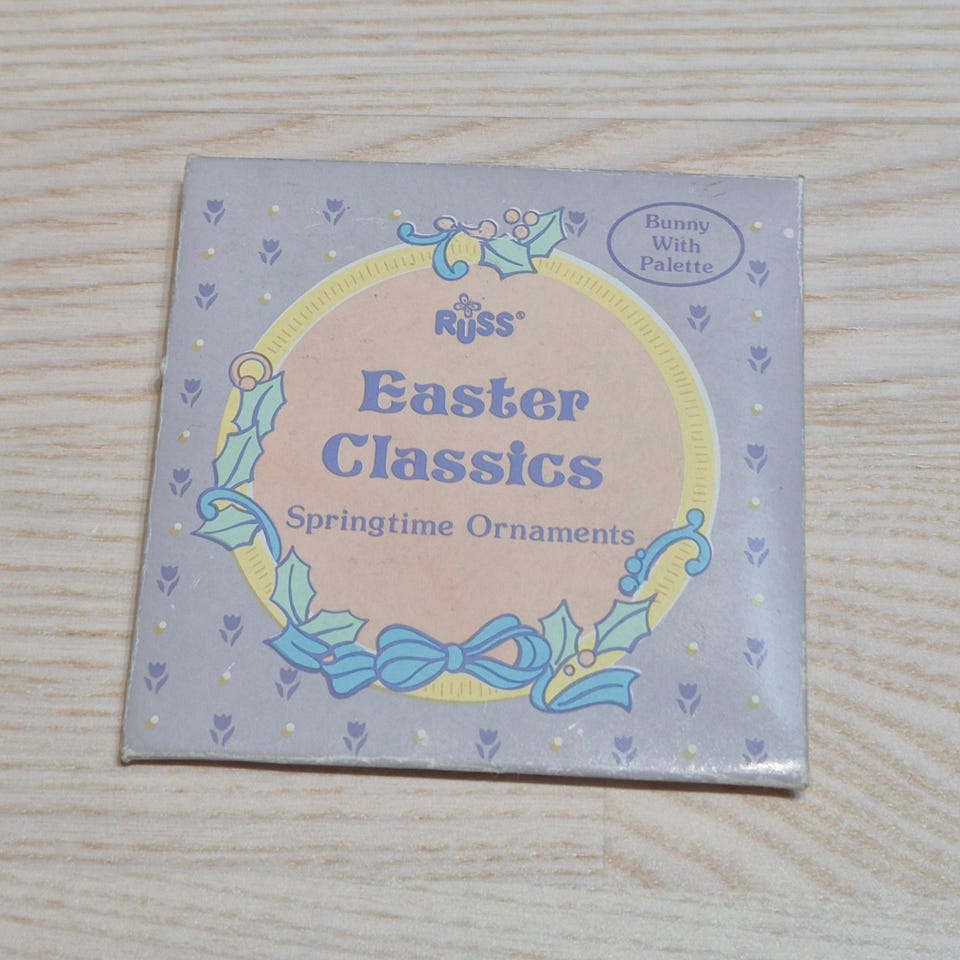 Bunny
With
Palette
RUSS®
Easter
Classics
Springtime Ornaments